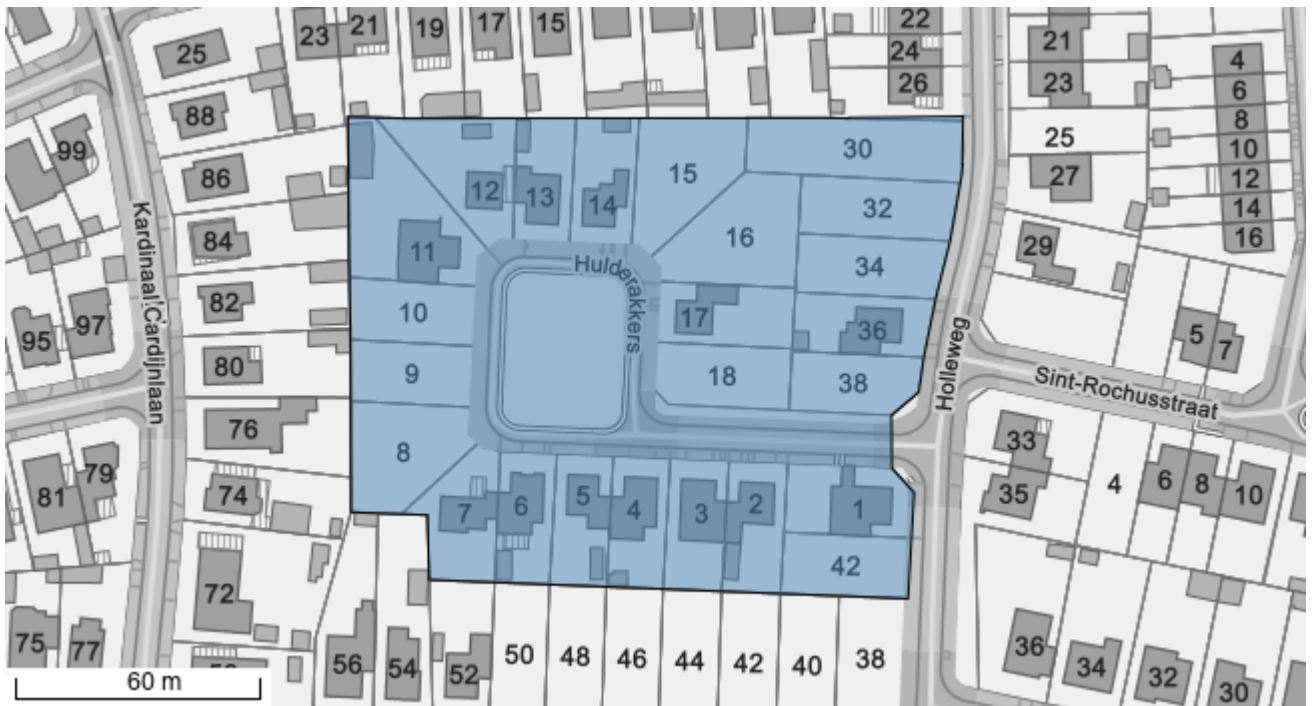 23 21 19 17 15 22 21 4
25 24 23 6
26 8
88 25 10
99 30 15 12
86 12 13 14 32 27 14
84 11 16 34 29 16
Hulderakkers
Kardinaal Cardijnlaan
82 10 17 36 5
97 95 7
80 9 18 38
Holleweg
Sint-Rochusstraat
76 8 33
79 81 74 7 6 5 4 3 2 1 35 4 6 8 10
42
72
75 77 56 54 52 50 48 46 44 42 40 38 36 34 32 30
60 m